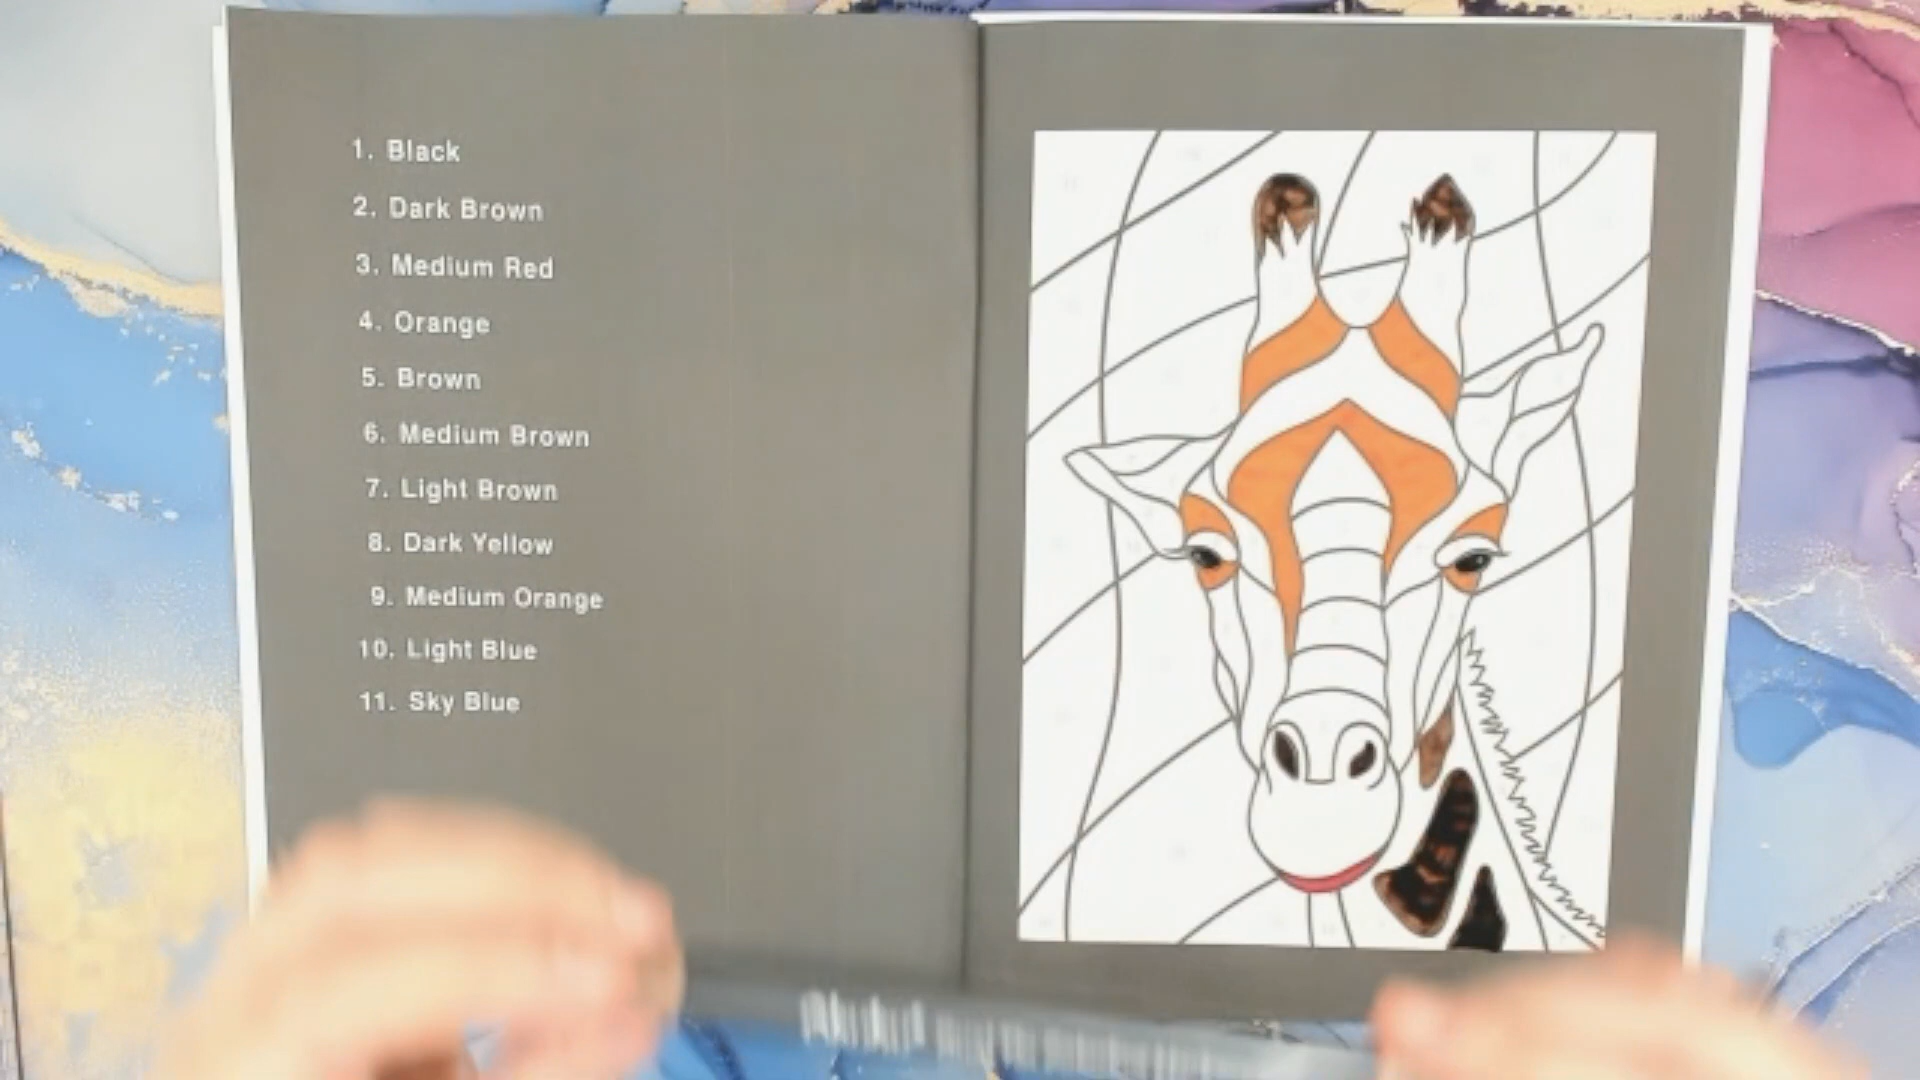 1. Black
2. Dark Brown
3. Medium Red
4. Orange
5. Brown
6. Medium Brown
7. Light Brown
8. Dark Yellow
9. Medium Orange
10. Light Blue
11. Sky Blue